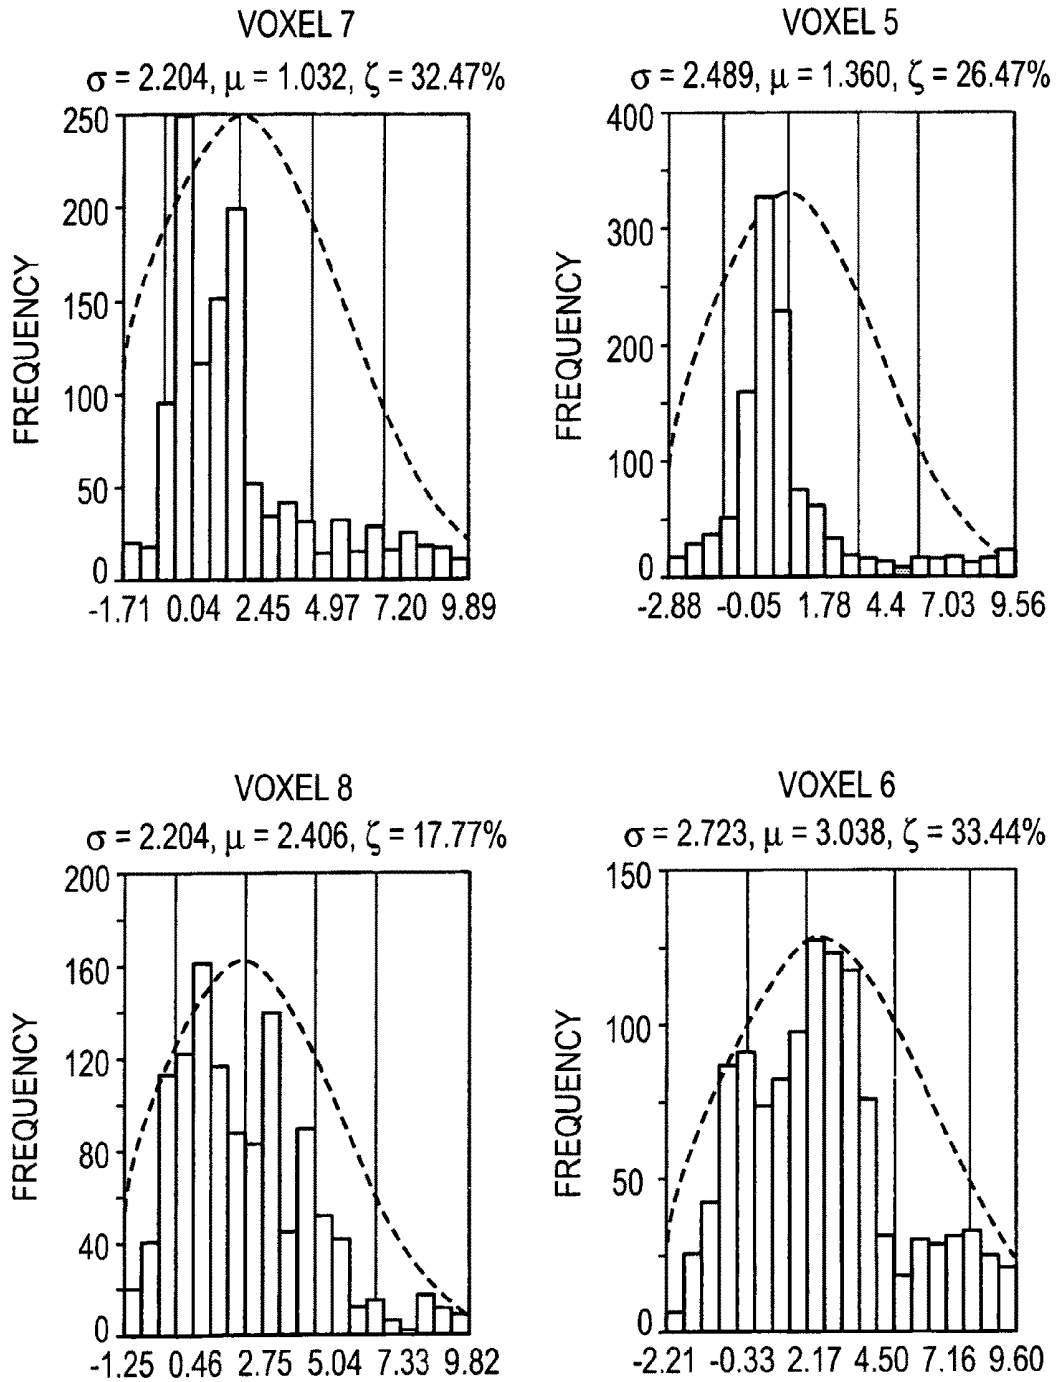 VOXEL 7
σ = 2.204, μ = 1.032, ζ = 32.47%
250
200
150
100
50
0
FREQUENCY
-1.71 0.04 2.45 4.97 7.20 9.89
VOXEL 5
σ = 2.489, μ = 1.360, ζ = 26.47%
400
300
200
100
0
FREQUENCY
-2.88 -0.05 1.78 4.4 7.03 9.56
VOXEL 8
σ = 2.204, μ = 2.406, ζ = 17.77%
200
160
120
80
40
0
FREQUENCY
-1.25 0.46 2.75 5.04 7.33 9.82
VOXEL 6
σ = 2.723, μ = 3.038, ζ = 33.44%
150
100
50
0
FREQUENCY
-2.21 -0.33 2.17 4.50 7.16 9.60